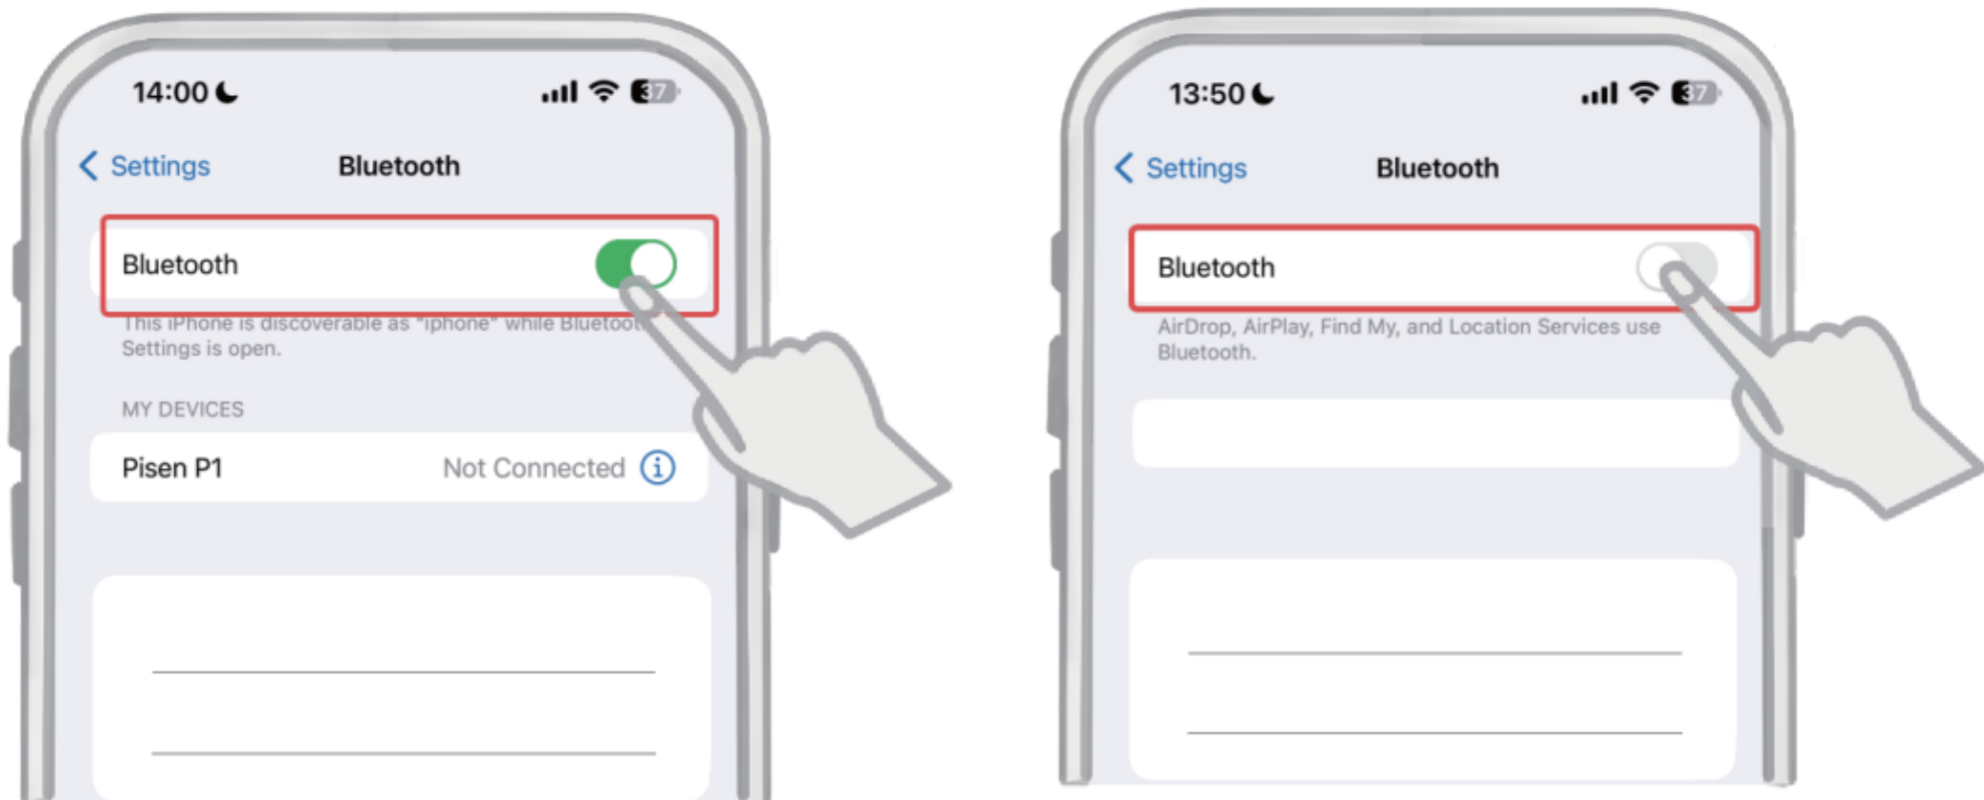 14:00
37
Settings
Bluetooth
Bluetooth
This iPhone is discoverable as "iphone" while
Settings is open.
MY DEVICES
Pisen P1
Not Connected
13:50
37
Settings
Bluetooth
Bluetooth
AirDrop, AirPlay, Find My, and Location Services use
Bluetooth.